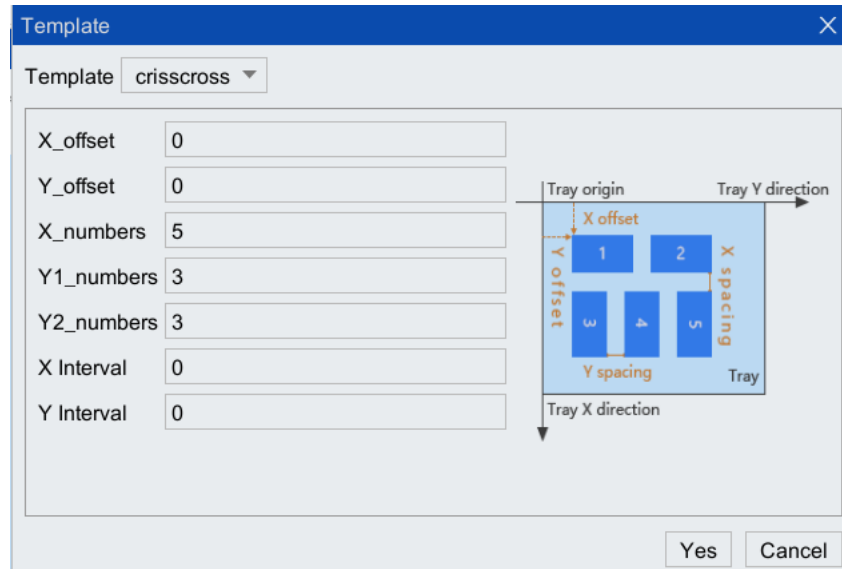 Template
Template crisscross
X_offset 0
Y_offset 0
X_numbers 5
Y1_numbers 3
Y2_numbers 3
X Interval 0
Y Interval 0
Tray origin Tray Y direction
X offset
Y offset
1 2
X spacing
3 4 5
Y spacing
Tray
Tray X direction
Yes Cancel